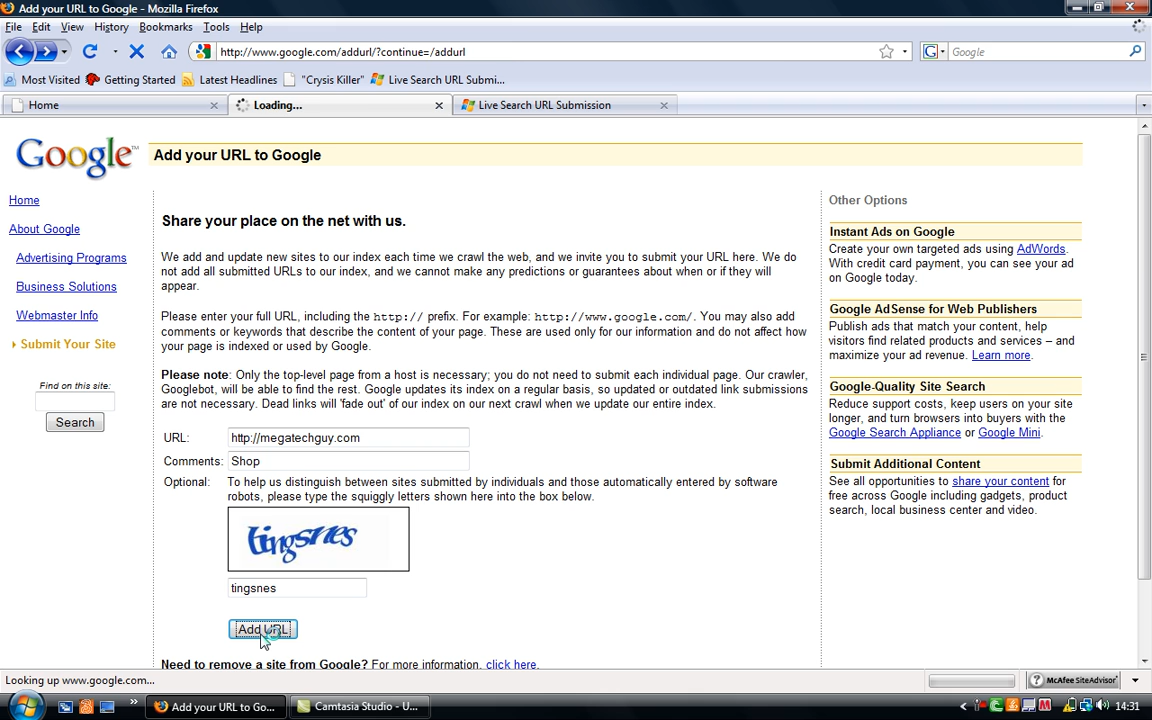 Add your URL to Google - Mozilla Firefox
File Edit View History Bookmarks Tools Help
http://www.google.com/addurl/?continue=/addurl
Google
Most Visited Getting Started Latest Headlines "Crysis Killer" Live Search URL Submi...
Home Loading... Live Search URL Submission
Google™
Add your URL to Google
Home
About Google
Advertising Programs
Business Solutions
Webmaster Info
Submit Your Site
Find on this site:
Search
Share your place on the net with us.
We add and update new sites to our index each time we crawl the web, and we invite you to submit your URL here. We do
not add all submitted URLs to our index, and we cannot make any predictions or guarantees about when or if they will
appear.
Please enter your full URL, including the http:// prefix. For example: http://www.google.com/. You may also add
comments or keywords that describe the content of your page. These are used only for our information and do not affect how
your page is indexed or used by Google.
Please note: Only the top-level page from a host is necessary; you do not need to submit each individual page. Our crawler,
Googlebot, will be able to find the rest. Google updates its index on a regular basis, so updated or outdated link submissions
are not necessary. Dead links will 'fade out' of our index on our next crawl when we update our entire index.
URL: http://megatechguy.com
Comments: Shop
Optional: To help us distinguish between sites submitted by individuals and those automatically entered by software
robots, please type the squiggly letters shown here into the box below.
tingsnes
tingsnes
Add URL
Need to remove a site from Google? For more information, click here.
Other Options
Instant Ads on Google
Create your own targeted ads using AdWords.
With credit card payment, you can see your ad
on Google today.
Google AdSense for Web Publishers
Publish ads that match your content, help
visitors find related products and services – and
maximize your ad revenue. Learn more.
Google-Quality Site Search
Reduce support costs, keep users on your site
longer, and turn browsers into buyers with the
Google Search Appliance or Google Mini.
Submit Additional Content
See all opportunities to share your content for
free across Google including gadgets, product
search, local business center and video.
Looking up www.google.com...
McAfee SiteAdvisor
Add your URL to Go... Camtasia Studio - U... 14:31